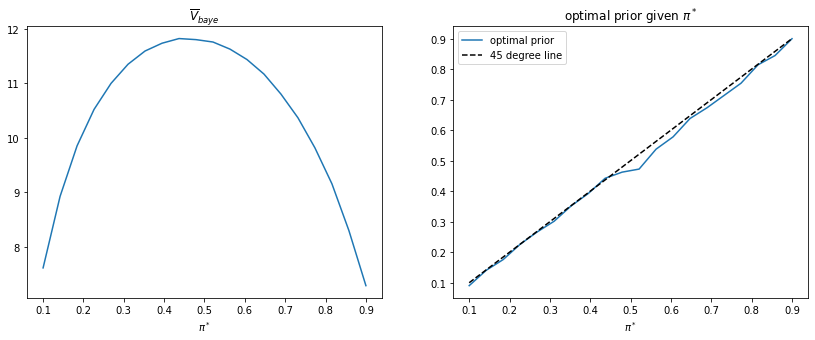 V̅_baye
12
11
10
9
8
0.1 0.2 0.3 0.4 0.5 0.6 0.7 0.8 0.9
π*
optimal prior given π*
optimal prior
45 degree line
0.9
0.8
0.7
0.6
0.5
0.4
0.3
0.2
0.1
0.1 0.2 0.3 0.4 0.5 0.6 0.7 0.8 0.9
π*